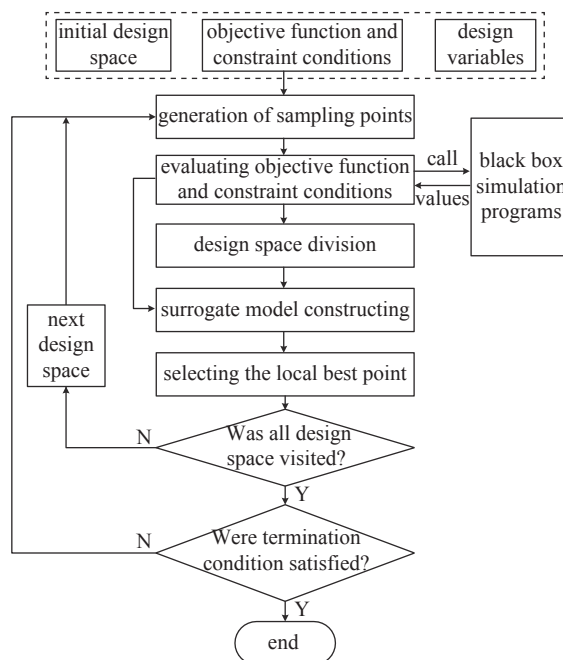 initial design
space
objective function and
constraint conditions
design
variables
generation of sampling points
evaluating objective function
and constraint conditions
call
values
black box
simulation
programs
design space division
surrogate model constructing
next
design
space
selecting the local best point
Was all design
space visited?
N
Y
Were termination
condition satisfied?
N
Y
end